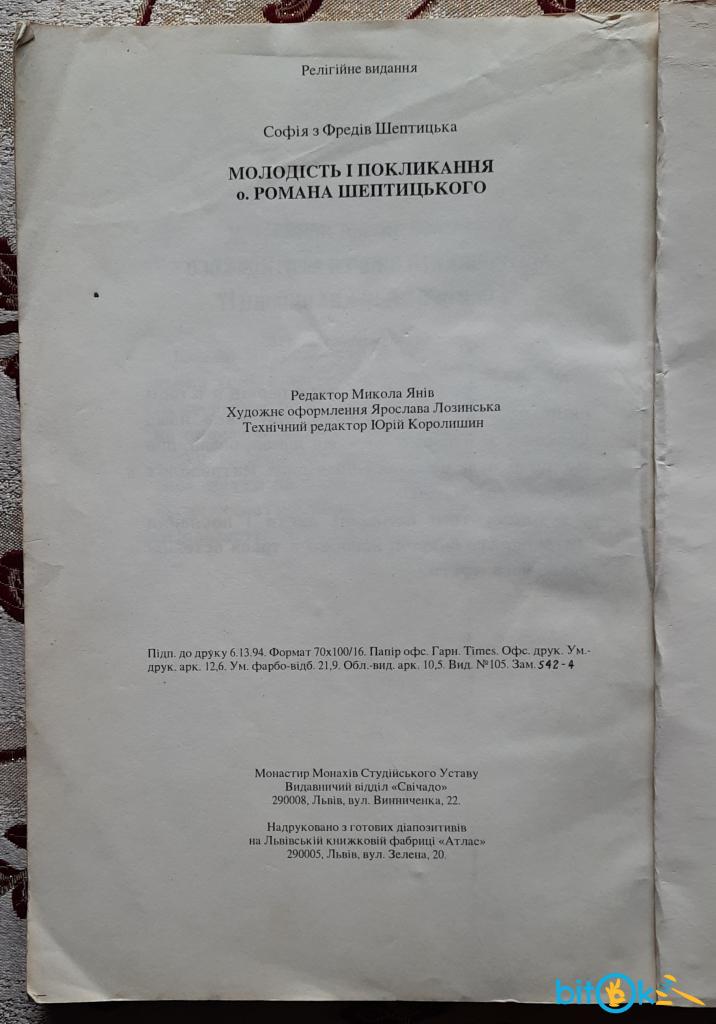 Релігійне видання
Софія з Фредів Шептицька
МОЛОДІСТЬ І ПОКЛИКАННЯ
о. РОМАНА ШЕПТИЦЬКОГО
Редактор Микола Янів
Художнє оформлення Ярослава Лозинська
Технічний редактор Юрій Королишин
Підп. до друку 6.13.94. Формат 70х100/16. Папір офс. Гарн. Times. Офс. друк. Ум.-
друк. арк. 12,6. Ум. фарбо-відб. 21,9. Обл.-вид. арк. 10,5. Вид. №105. Зам. 542-4
Монастир Монахів Студійського Уставу
Видавничий відділ «Свічадо»
290008, Львів, вул. Винниченка, 22.
Надруковано з готових діапозитивів
на Львівській книжковій фабриці «Атлас»
290005, Львів, вул. Зелена, 20.
bitOk